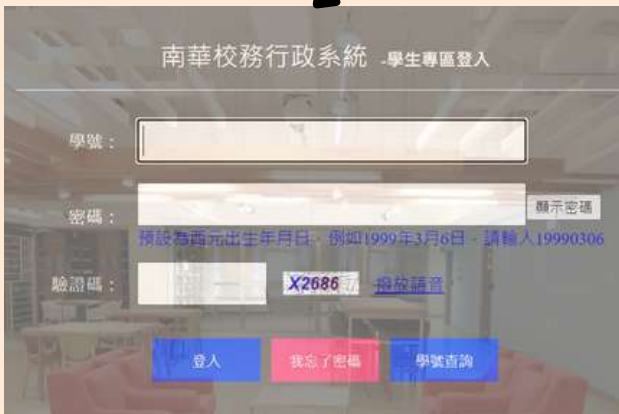 南華校務行政系統 -學生專區登入
學號：
密碼： 顯示密碼
預設為西元出生年月日，例如1999年3月6日，請輸入19990306
驗證碼： X2686 播放語音
登入 我忘了密碼 學號查詢